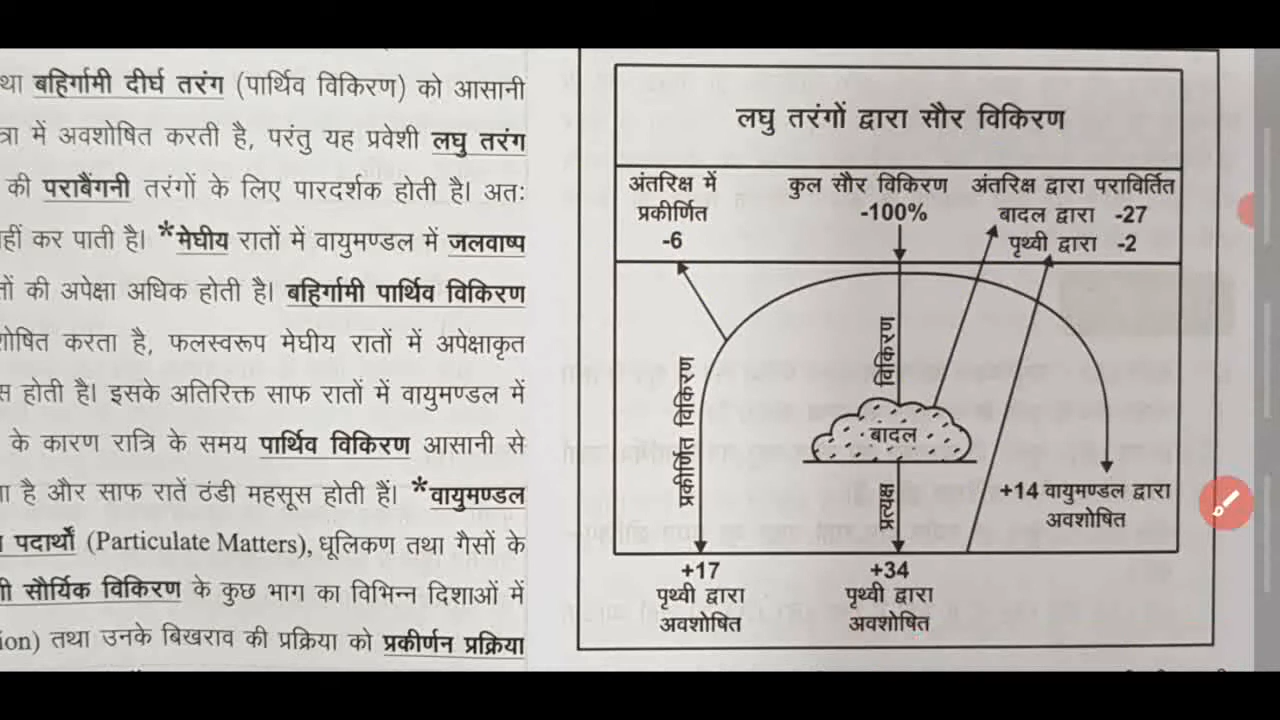 था बहिर्गामी दीर्घ तरंग (पार्थिव विकिरण) को आसानी
त्रा में अवशोषित करती है, परंतु यह प्रवेशी लघु तरंग
की पराबैंगनी तरंगों के लिए पारदर्शक होती है। अतः
हीं कर पाती है। *मेघीय रातों में वायुमण्डल में जलवाष्प
तों की अपेक्षा अधिक होती है। बहिर्गामी पार्थिव विकिरण
शोषित करता है, फलस्वरूप मेघीय रातों में अपेक्षाकृत
स होती है। इसके अतिरिक्त साफ रातों में वायुमण्डल में
के कारण रात्रि के समय पार्थिव विकिरण आसानी से
ा है और साफ रातें ठंडी महसूस होती हैं। *वायुमण्डल
पदार्थों (Particulate Matters), धूलिकण तथा गैसों के
ी सौर्यिक विकिरण के कुछ भाग का विभिन्न दिशाओं में
ion) तथा उनके बिखराव की प्रक्रिया को प्रकीर्णन प्रक्रिया
लघु तरंगों द्वारा सौर विकिरण
अंतरिक्ष में
प्रकीर्णित
-6
कुल सौर विकिरण
-100%
अंतरिक्ष द्वारा परावर्तित
बादल द्वारा -27
पृथ्वी द्वारा -2
प्रकीर्णित विकिरण
विकिरण
बादल
प्रत्यक्ष
+14 वायुमण्डल द्वारा
अवशोषित
+17
पृथ्वी द्वारा
अवशोषित
+34
पृथ्वी द्वारा
अवशोषित